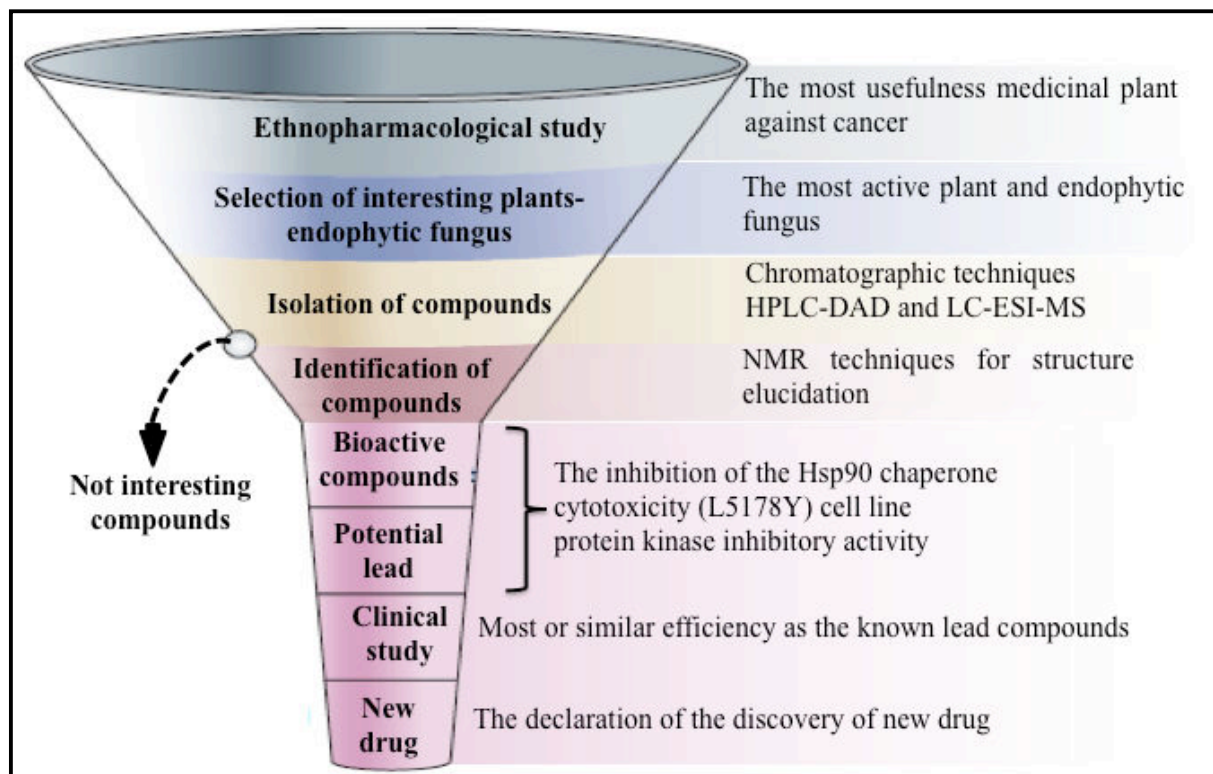 Ethnopharmacological study
The most usefulness medicinal plant
against cancer
Selection of interesting plants-
endophytic fungus
The most active plant and endophytic
fungus
Isolation of compounds
Chromatographic techniques
HPLC-DAD and LC-ESI-MS
Identification of
compounds
NMR techniques for structure
elucidation
Not interesting
compounds
Bioactive
compounds
Potential
lead
The inhibition of the Hsp90 chaperone
cytotoxicity (L5178Y) cell line
protein kinase inhibitory activity
Clinical
study
Most or similar efficiency as the known lead compounds
New
drug
The declaration of the discovery of new drug